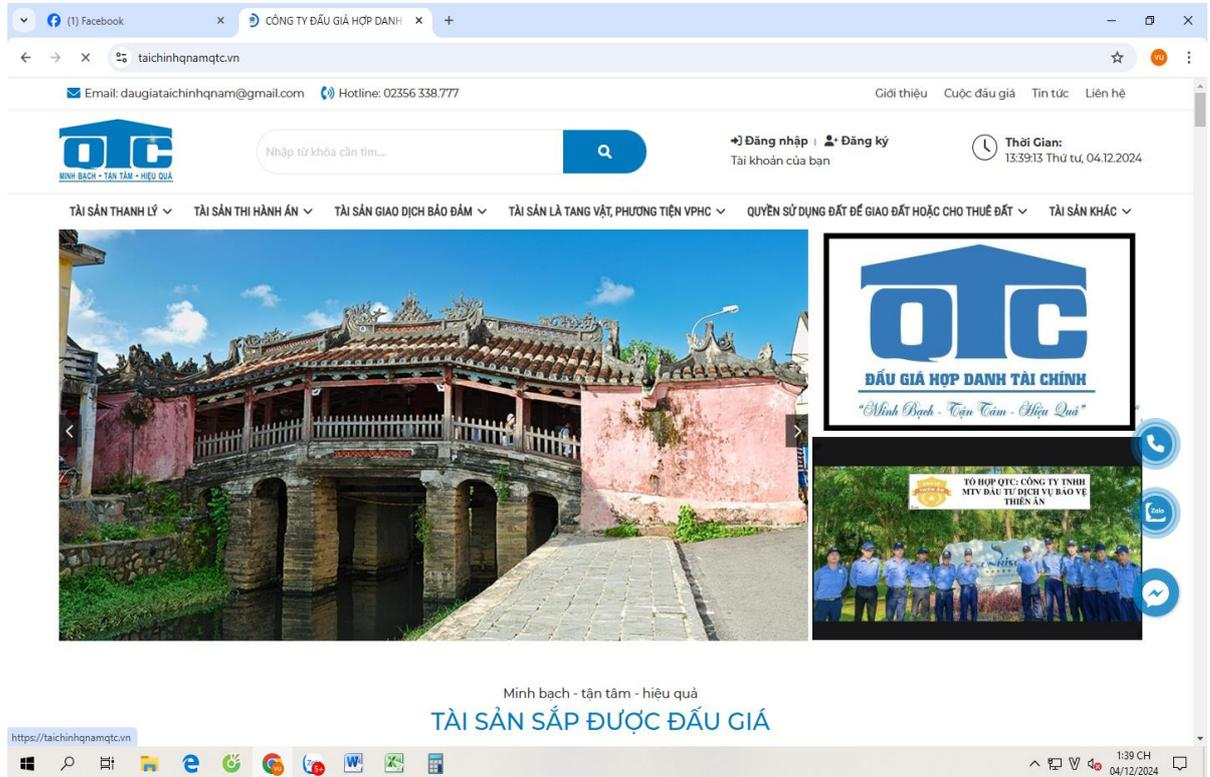 (1) Facebook
CÔNG TY ĐẤU GIÁ HỢP DANH
taichinhqnamqtc.vn
VU
Email: daugiataichinhqnam@gmail.com
Hotline: 02356 338.777
Giới thiệu
Cuộc đấu giá
Tin tức
Liên hệ
QTC
MINH BẠCH - TẬN TÂM - HIỆU QUẢ
Nhập từ khóa cần tìm...
Đăng nhập
Đăng ký
Tài khoản của bạn
Thời Gian:
13:39:13 Thứ tư, 04.12.2024
TÀI SẢN THANH LÝ
TÀI SẢN THI HÀNH ÁN
TÀI SẢN GIAO DỊCH BẢO ĐẢM
TÀI SẢN LÀ TANG VẬT, PHƯƠNG TIỆN VPHC
QUYỀN SỬ DỤNG ĐẤT ĐỂ GIAO ĐẤT HOẶC CHO THUÊ ĐẤT
TÀI SẢN KHÁC
QTC
ĐẤU GIÁ HỢP DANH TÀI CHÍNH
"Minh Bạch - Tận Tâm - Hiệu Quả"
THIÊN ÂN
TỔ HỢP QTC: CÔNG TY TNHH
MTV ĐẦU TƯ DỊCH VỤ BẢO VỆ
THIÊN ÂN
Zalo
Minh bach - tận tâm - hiệu quả
TÀI SẢN SẮP ĐƯỢC ĐẤU GIÁ
https://taichinhqnamqtc.vn
1:39 CH
04/12/2024